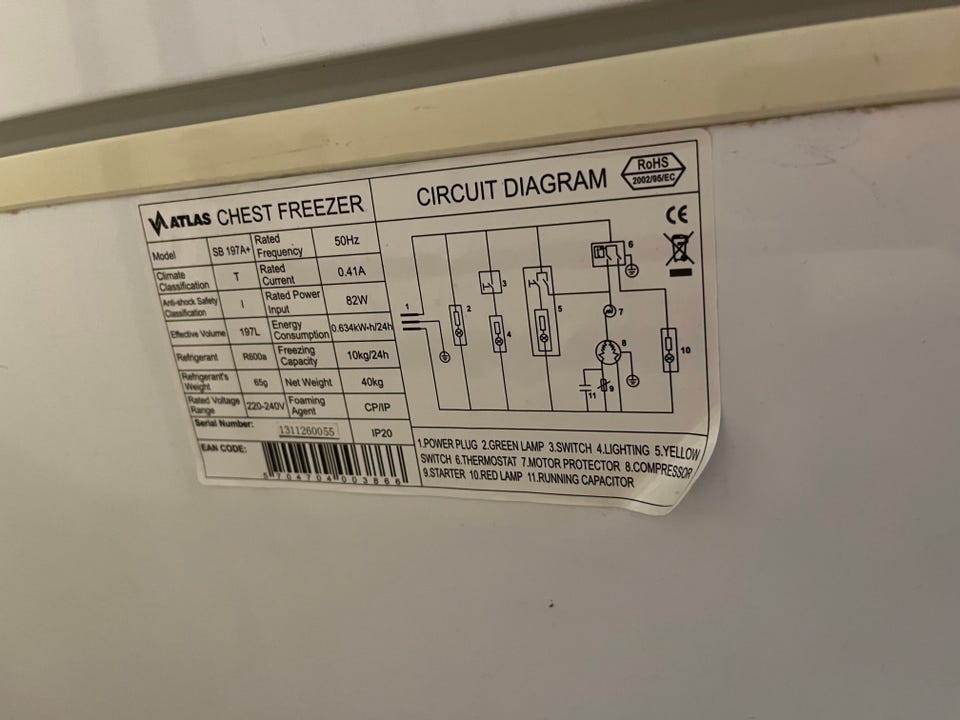 ATLAS CHEST FREEZER
Model SB 197A+ Rated Frequency 50Hz
Climate Classification T Rated Current 0.41A
Anti-shock Safety Classification I Rated Power Input 82W
Effective Volume 197L Energy Consumption 0.634kW•h/24h
Refrigerant R600a Freezing Capacity 10kg/24h
Refrigerant's Weight 65g Net Weight 40kg
Rated Voltage Range 220-240V Foaming Agent CP/IP
Serial Number: 1311260055 IP20
EAN CODE:
5704704003866
CIRCUIT DIAGRAM
RoHS
2002/95/EC
CE
1
2
3
4
5
6
7
8
9
10
11
1.POWER PLUG 2.GREEN LAMP 3.SWITCH 4.LIGHTING 5.YELLOW
SWITCH 6.THERMOSTAT 7.MOTOR PROTECTOR 8.COMPRESSOR
9.STARTER 10.RED LAMP 11.RUNNING CAPACITOR